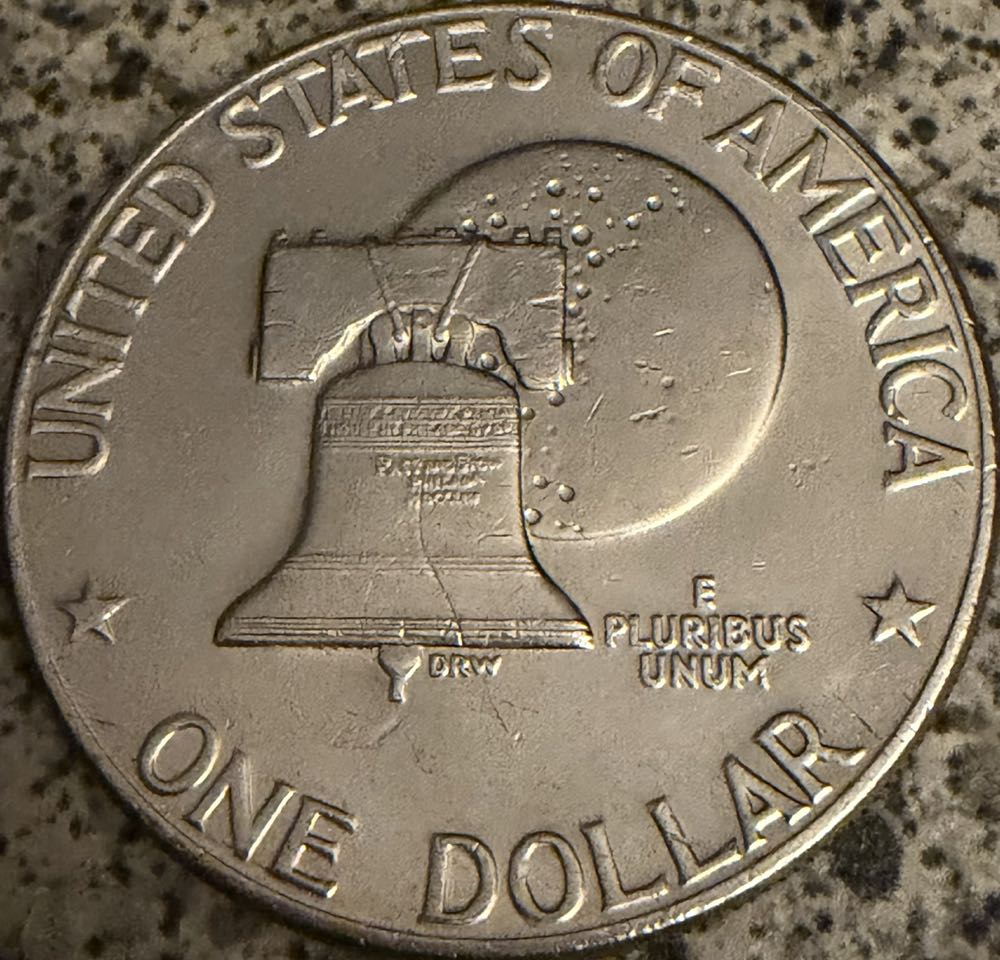 UNITED STATES OF AMERICA
E
PLURIBUS
UNUM
DRW
ONE DOLLAR